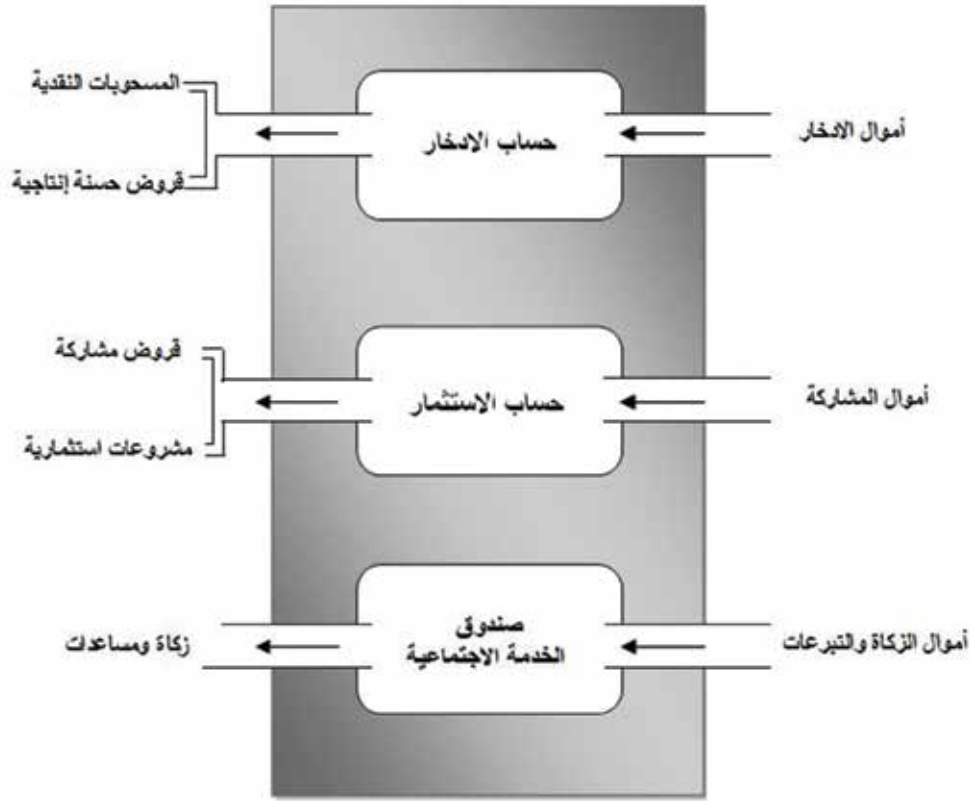 أموال الادخار
حساب الادخار
المسحوبات النقدية
قروض حسنة إنتاجية
أموال المشاركة
حساب الاستثمار
قروض مشاركة
مشروعات استثمارية
أموال الزكاة والتبرعات
صندوق
الخدمة الاجتماعية
زكاة ومساعدات